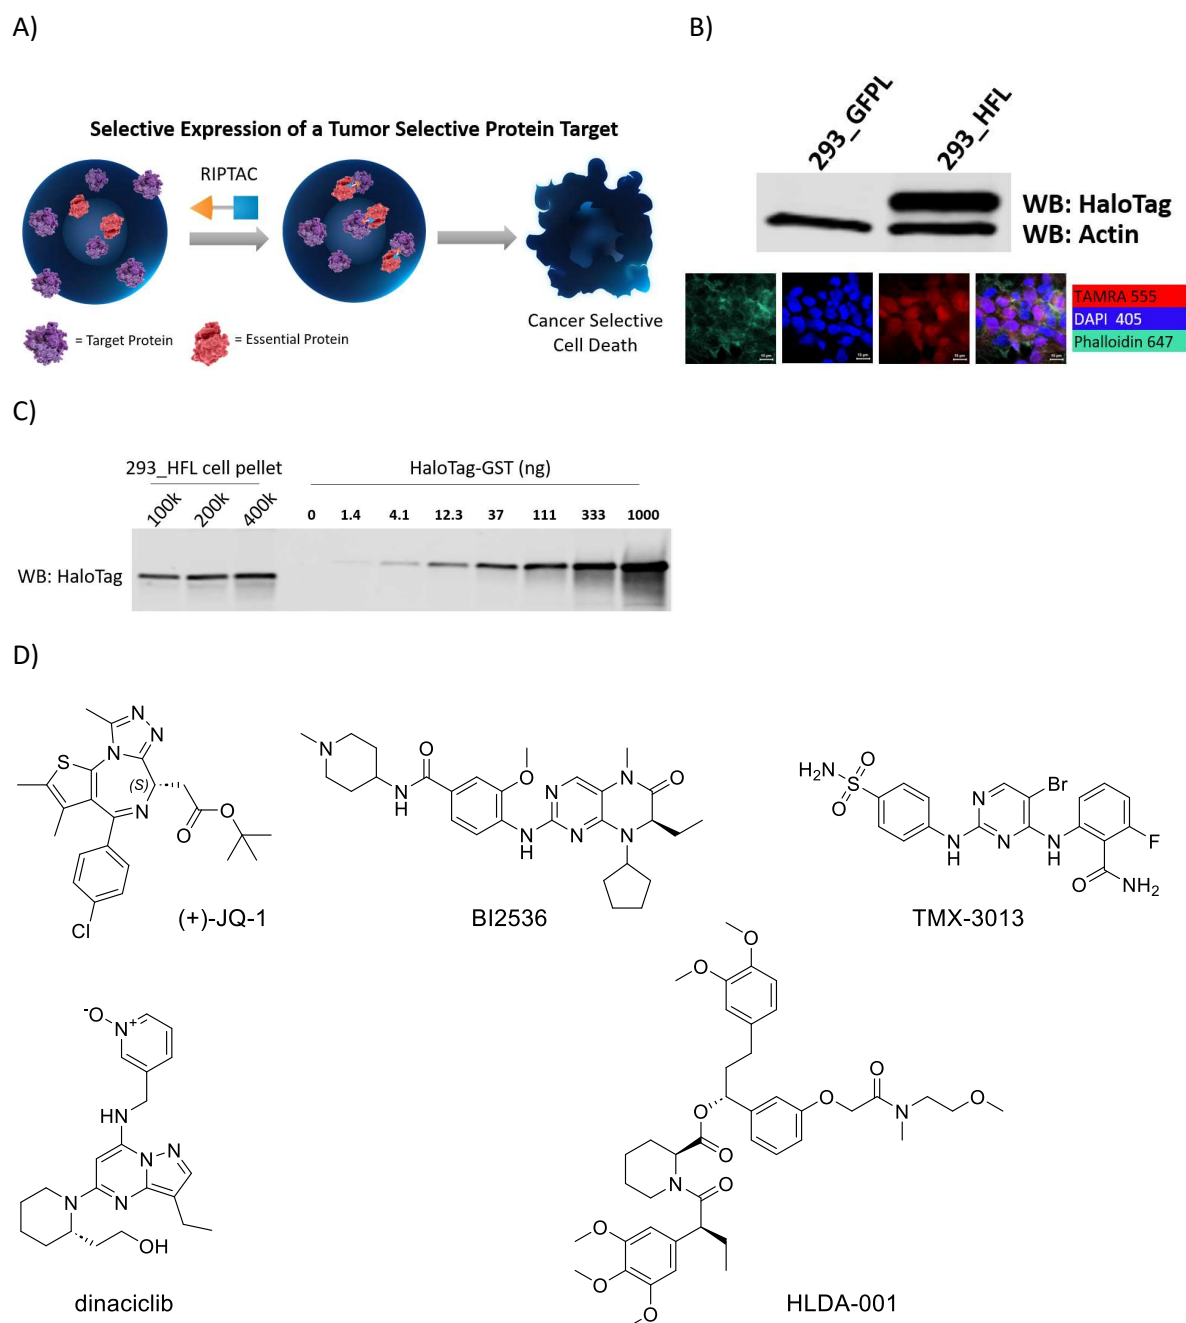 A)
Selective Expression of a Tumor Selective Protein Target
RIPTAC
= Target Protein
= Essential Protein
Cancer Selective
Cell Death
B)
293_GFPL
293_HFL
WB: HaloTag
WB: Actin
TAMRA 555
DAPI 405
Phalloidin 647
C)
293_HFL cell pellet
HaloTag-GST (ng)
100k 200k 400k
0 1.4 4.1 12.3 37 111 333 1000
WB: HaloTag
D)
(S)
(+)-JQ-1
BI2536
TMX-3013
dinaciclib
HLDA-001